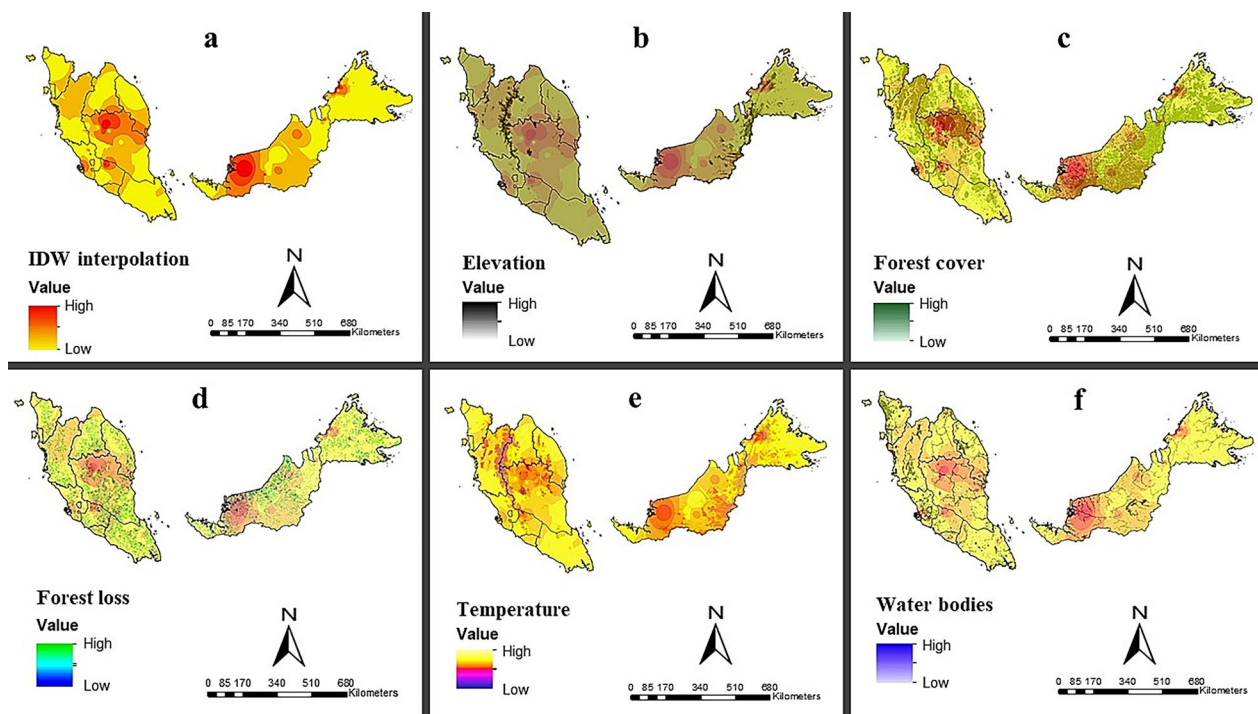 a
IDW interpolation
Value
High
Low
N
0 85 170 340 510 680
Kilometers
b
Elevation
Value
High
Low
N
0 85 170 340 510 680
Kilometers
c
Forest cover
Value
High
Low
N
0 85 170 340 510 680
Kilometers
d
Forest loss
Value
High
Low
N
0 85 170 340 510 680
Kilometers
e
Temperature
Value
High
Low
N
0 85 170 340 510 680
Kilometers
f
Water bodies
Value
High
Low
N
0 85 170 340 510 680
Kilometers